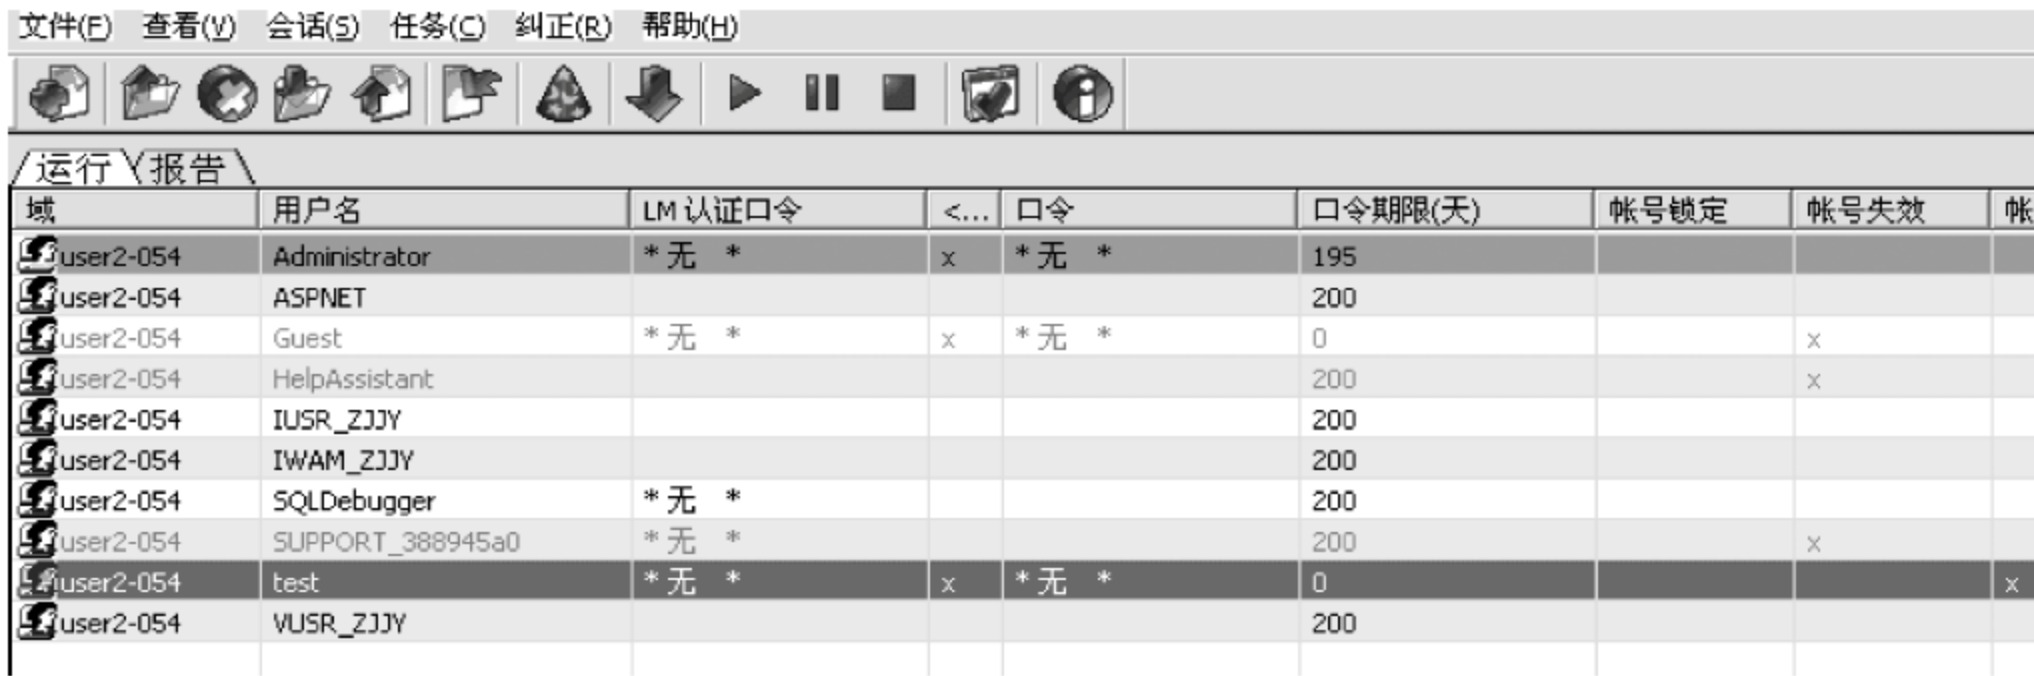 文件(F) 查看(V) 会话(S) 任务(C) 纠正(R) 帮助(H)
运行 报告
域 用户名 LM 认证口令 <... 口令 口令期限(天) 帐号锁定 帐号失效 帐
user2-054 Administrator * 无 * x * 无 * 195
user2-054 ASPNET 200
user2-054 Guest * 无 * x * 无 * 0 x
user2-054 HelpAssistant 200 x
user2-054 IUSR_ZJJY 200
user2-054 IWAM_ZJJY 200
user2-054 SQLDebugger * 无 * 200
user2-054 SUPPORT_388945a0 * 无 * 200 x
user2-054 test * 无 * x * 无 * 0 x
user2-054 VUSR_ZJJY 200